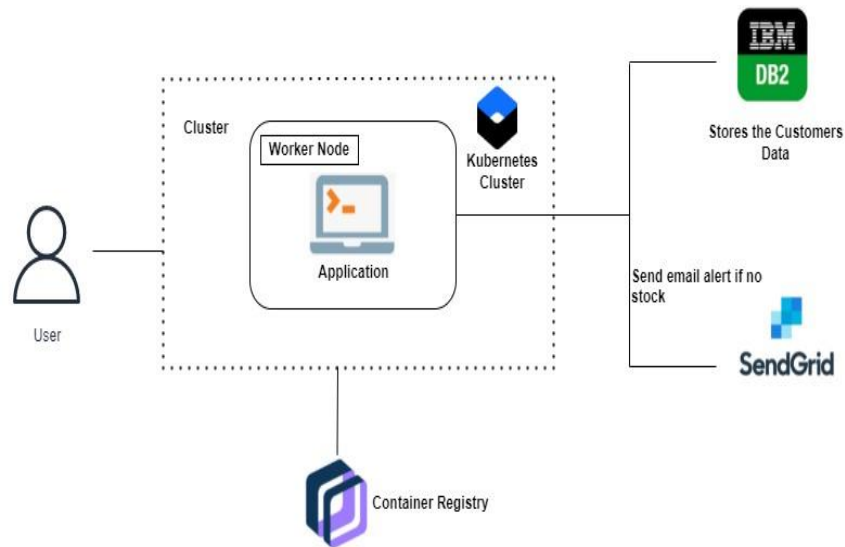 IBM
DB2
Stores the Customers
Data
Cluster
Worker Node
Kubernetes
Cluster
Application
User
Send email alert if no
stock
SendGrid
Container Registry